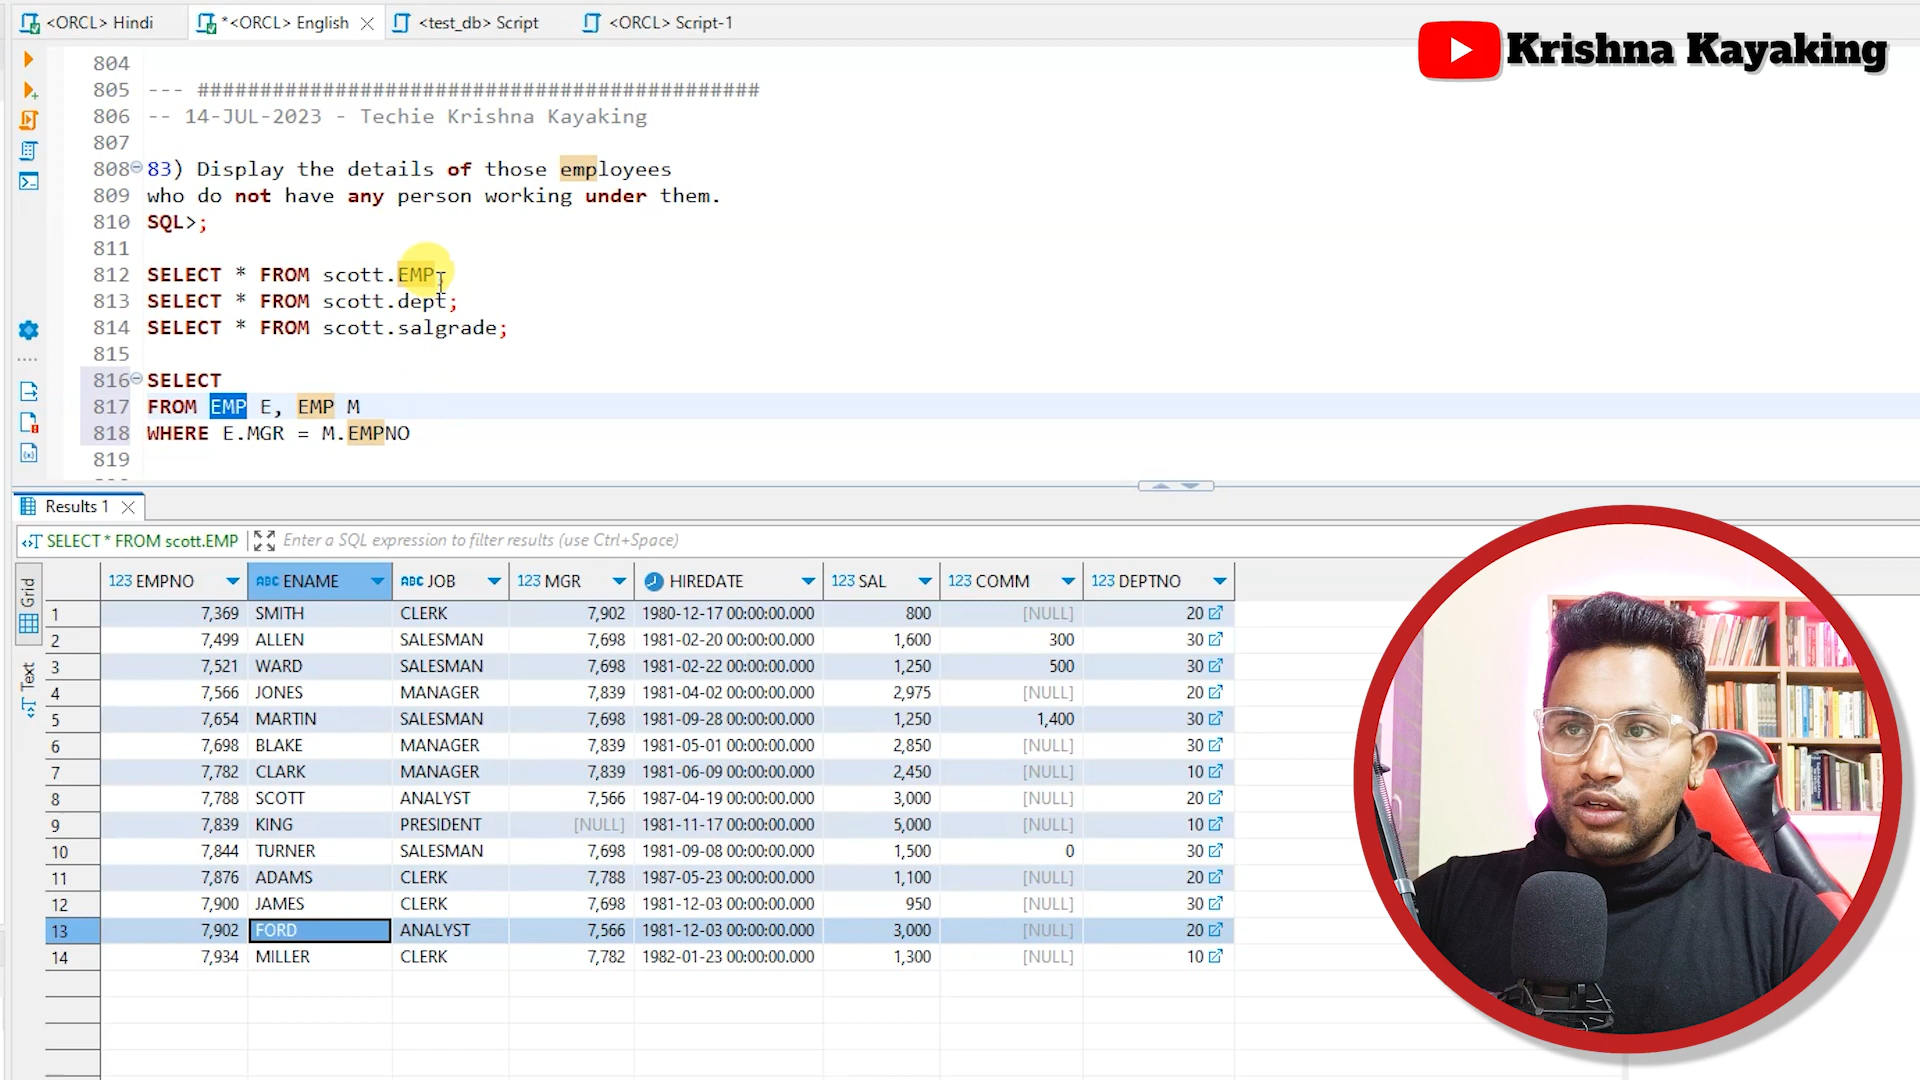 <ORCL> Hindi
*<ORCL> English
<test_db> Script
<ORCL> Script-1
Krishna Kayaking
804
805 --- #############################################
806 -- 14-JUL-2023 - Techie Krishna Kayaking
807
808 83) Display the details of those employees
809 who do not have any person working under them.
810 SQL>;
811
812 SELECT * FROM scott.EMP
813 SELECT * FROM scott.dept;
814 SELECT * FROM scott.salgrade;
815
816 SELECT
817 FROM EMP E, EMP M
818 WHERE E.MGR = M.EMPNO
819
Results 1
SELECT * FROM scott.EMP Enter a SQL expression to filter results (use Ctrl+Space)
Grid
Text
123 EMPNO ABC ENAME ABC JOB 123 MGR HIREDATE 123 SAL 123 COMM 123 DEPTNO
1 7,369 SMITH CLERK 7,902 1980-12-17 00:00:00.000 800 [NULL] 20
2 7,499 ALLEN SALESMAN 7,698 1981-02-20 00:00:00.000 1,600 300 30
3 7,521 WARD SALESMAN 7,698 1981-02-22 00:00:00.000 1,250 500 30
4 7,566 JONES MANAGER 7,839 1981-04-02 00:00:00.000 2,975 [NULL] 20
5 7,654 MARTIN SALESMAN 7,698 1981-09-28 00:00:00.000 1,250 1,400 30
6 7,698 BLAKE MANAGER 7,839 1981-05-01 00:00:00.000 2,850 [NULL] 30
7 7,782 CLARK MANAGER 7,839 1981-06-09 00:00:00.000 2,450 [NULL] 10
8 7,788 SCOTT ANALYST 7,566 1987-04-19 00:00:00.000 3,000 [NULL] 20
9 7,839 KING PRESIDENT [NULL] 1981-11-17 00:00:00.000 5,000 [NULL] 10
10 7,844 TURNER SALESMAN 7,698 1981-09-08 00:00:00.000 1,500 0 30
11 7,876 ADAMS CLERK 7,788 1987-05-23 00:00:00.000 1,100 [NULL] 20
12 7,900 JAMES CLERK 7,698 1981-12-03 00:00:00.000 950 [NULL] 30
13 7,902 FORD ANALYST 7,566 1981-12-03 00:00:00.000 3,000 [NULL] 20
14 7,934 MILLER CLERK 7,782 1982-01-23 00:00:00.000 1,300 [NULL] 10